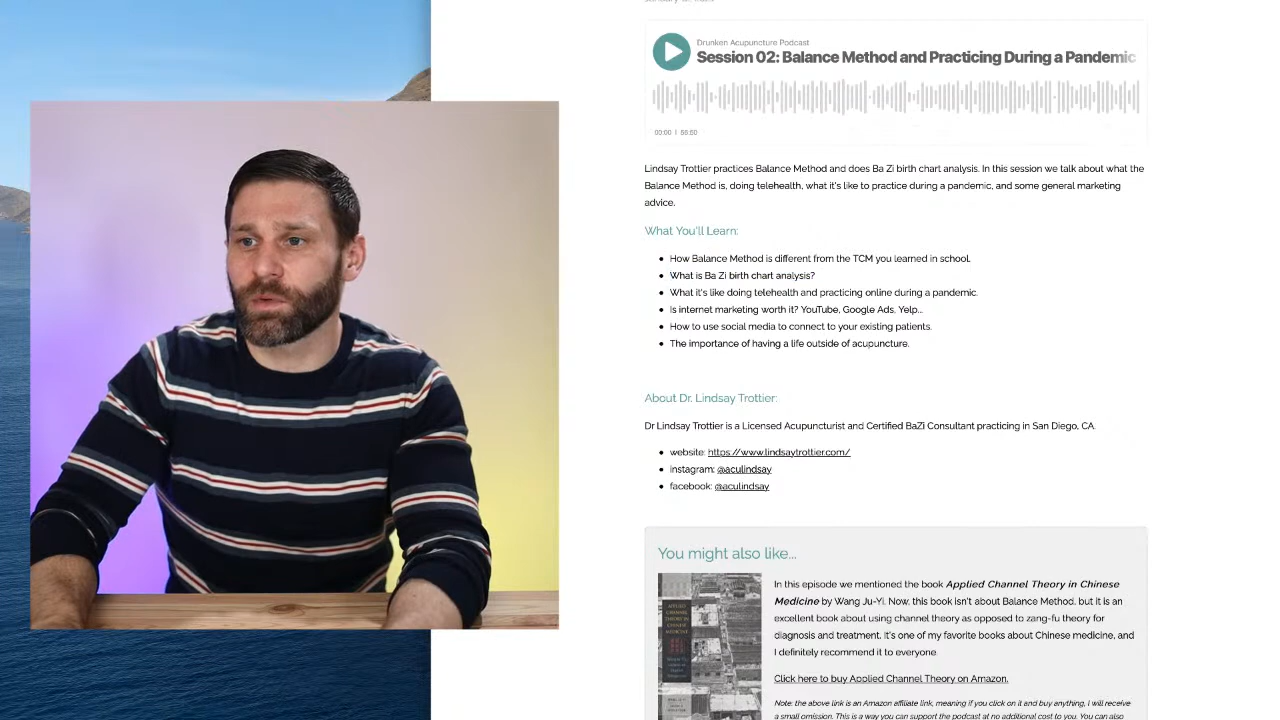 Drunken Acupuncture Podcast
Session 02: Balance Method and Practicing During a Pandemic
00:00 | 56:50
Lindsay Trottier practices Balance Method and does Ba Zi birth chart analysis. In this session we talk about what the
Balance Method is, doing telehealth, what it's like to practice during a pandemic, and some general marketing
advice.
What You'll Learn:
● How Balance Method is different from the TCM you learned in school.
● What is Ba Zi birth chart analysis?
● What it's like doing telehealth and practicing online during a pandemic.
● Is internet marketing worth it? YouTube, Google Ads, Yelp...
● How to use social media to connect to your existing patients.
● The importance of having a life outside of acupuncture.
About Dr. Lindsay Trottier:
Dr Lindsay Trottier is a Licensed Acupuncturist and Certified BaZi Consultant practicing in San Diego, CA.
● website: https://www.lindsaytrottier.com/
● instagram: @aculindsay
● facebook: @aculindsay
You might also like...
In this episode we mentioned the book Applied Channel Theory in Chinese
Medicine by Wang Ju-Yi. Now, this book isn't about Balance Method, but it is an
excellent book about using channel theory as opposed to zang-fu theory for
diagnosis and treatment. It's one of my favorite books about Chinese medicine, and
I definitely recommend it to everyone.
Click here to buy Applied Channel Theory on Amazon.
Note: the above link is an Amazon affiliate link, meaning if you click on it and buy anything, I will receive
a small omission. This is a way you can support the podcast at no additional cost to you. You can also
APPLIED
CHANNEL
THEORY IN
CHINESE
MEDICINE